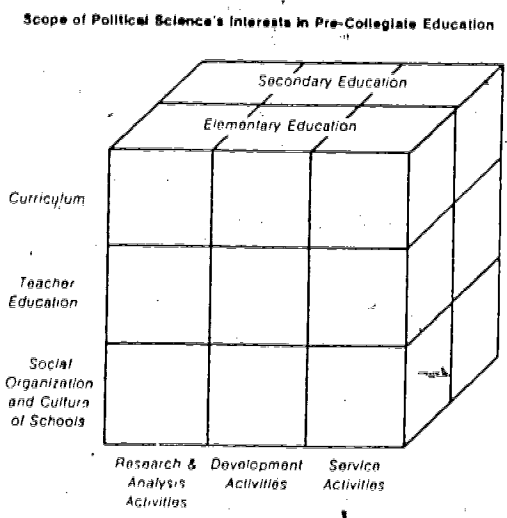 Scope of Political Science's Interests in Pre-Collegiate Education
Secondary Education
Elementary Education
Curriculum
Teacher
Education
Social
Organization
and Culture
of Schools
Research &
Analysis
Activities
Development
Activities
Service
Activities